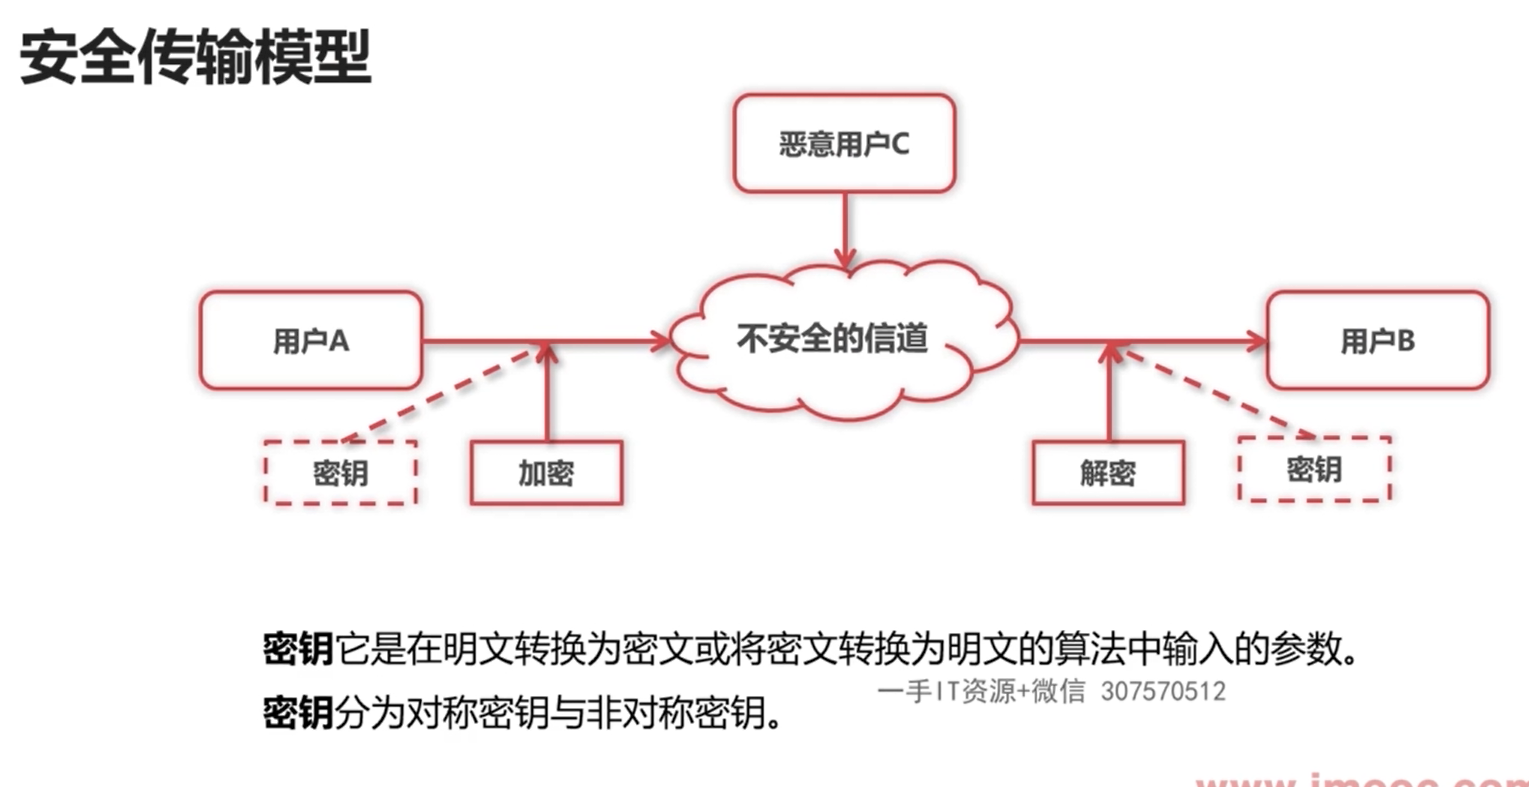 安全传输模型
恶意用户C
用户A
不安全的信道
用户B
密钥
加密
解密
密钥
密钥它是在明文转换为密文或将密文转换为明文的算法中输入的参数。
一手IT资源+微信 307570512
密钥分为对称密钥与非对称密钥。